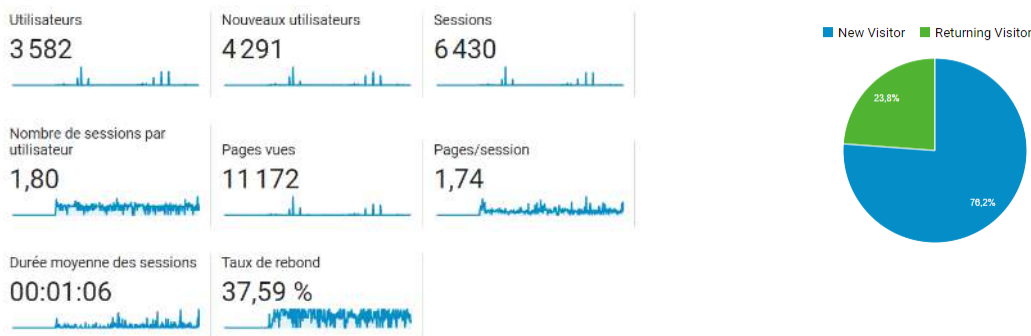 Utilisateurs
3 582
Nouveaux utilisateurs
4 291
Sessions
6 430
Nombre de sessions par
utilisateur
1,80
Pages vues
11 172
Pages/session
1,74
Durée moyenne des sessions
00:01:06
Taux de rebond
37,59 %
New Visitor
Returning Visitor
23,8%
76,2%